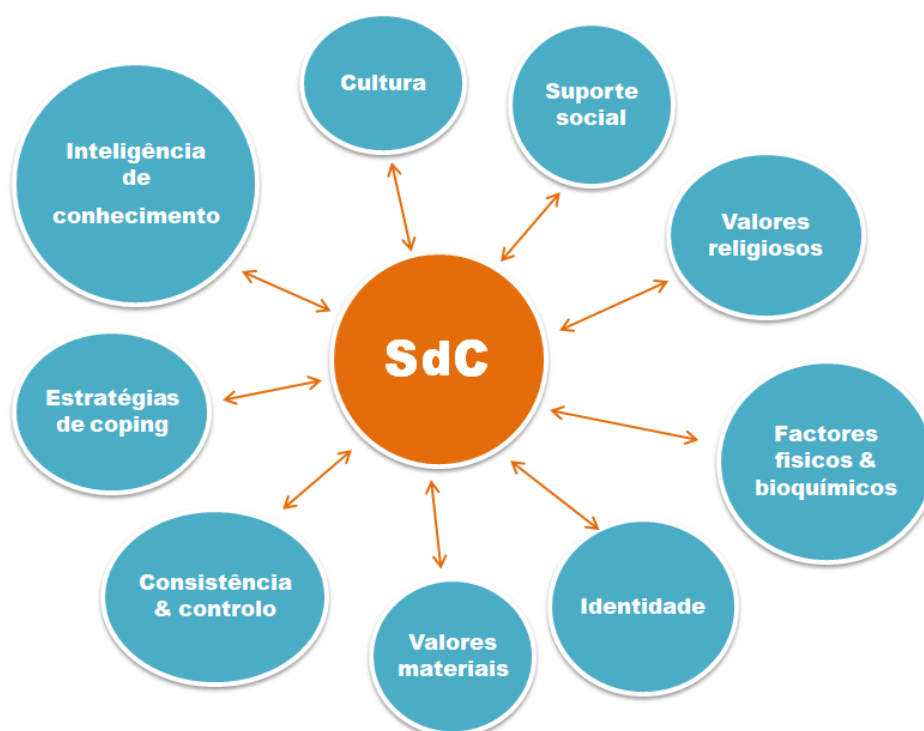 Cultura
Suporte
social
Inteligência
de
conhecimento
Valores
religiosos
SdC
Estratégias
de coping
Factores
fisicos &
bioquímicos
Consistência
& controlo
Identidade
Valores
materiais